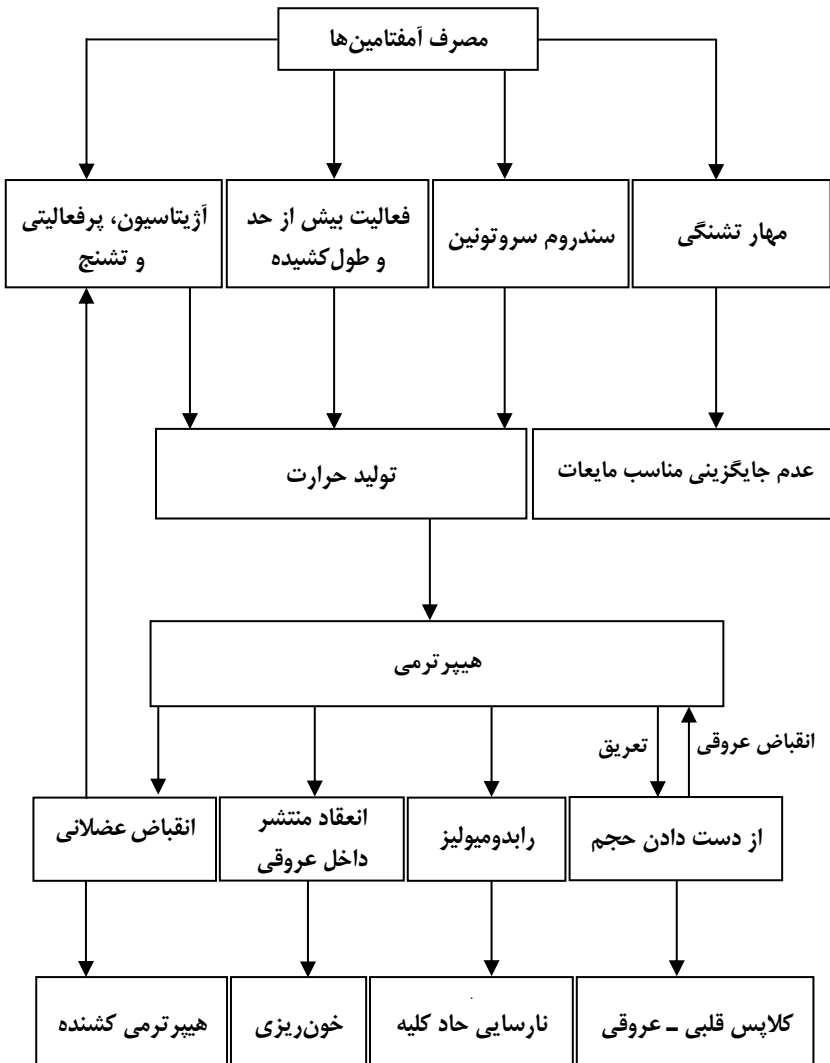 مصرف آمفتامین‌ها
مهار تشنگی
سندروم سروتونین
فعالیت بیش از حد
و طول‌کشیده
آژیتاسیون، پرفعالیتی
و تشنج
عدم جایگزینی مناسب مایعات
تولید حرارت
هیپرترمی
انقباض عروقی
تعریق
از دست دادن حجم
رابدومیولیز
انعقاد منتشر
داخل عروقی
انقباض عضلانی
کلاپس قلبی ـ عروقی
نارسایی حاد کلیه
خون‌ریزی
هیپرترمی کشنده